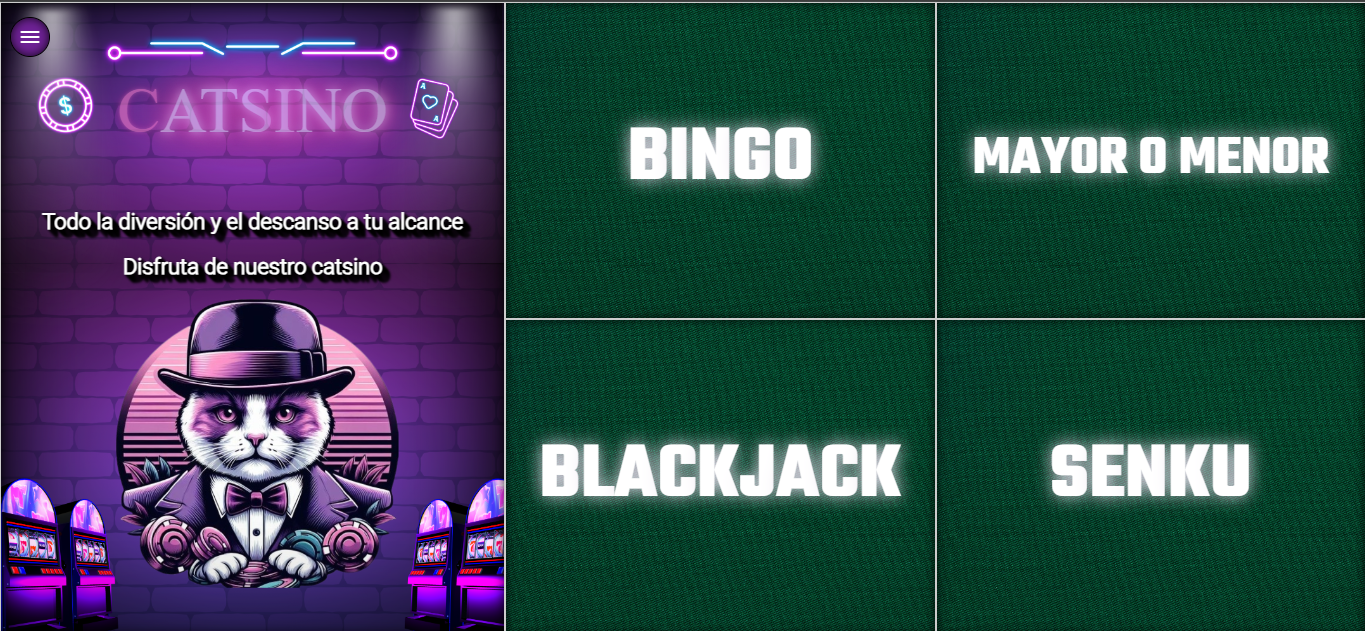 CATSINO
$
A
A
Todo la diversión y el descanso a tu alcance
Disfruta de nuestro catsino
BINGO
MAYOR O MENOR
BLACKJACK
SENKU